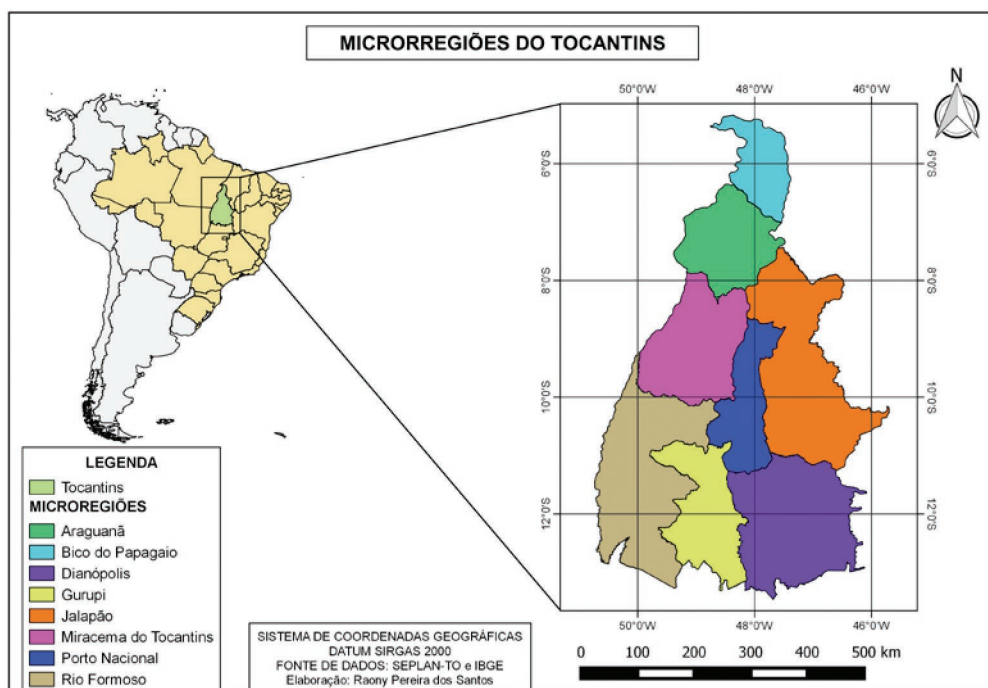 MICRORREGIÕES DO TOCANTINS
N
50°0'W 48°0'W 46°0'W
6°0'S 6°0'S
8°0'S 8°0'S
10°0'S 10°0'S
12°0'S 12°0'S
50°0'W 48°0'W 46°0'W
LEGENDA
Tocantins
MICROREGIÕES
Araguanã
Bico do Papagaio
Dianópolis
Gurupi
Jalapão
Miracema do Tocantins
Porto Nacional
Rio Formoso
SISTEMA DE COORDENADAS GEOGRÁFICAS
DATUM SIRGAS 2000
FONTE DE DADOS: SEPLAN-TO e IBGE
Elaboração: Raony Pereira dos Santos
0 100 200 300 400 500 km